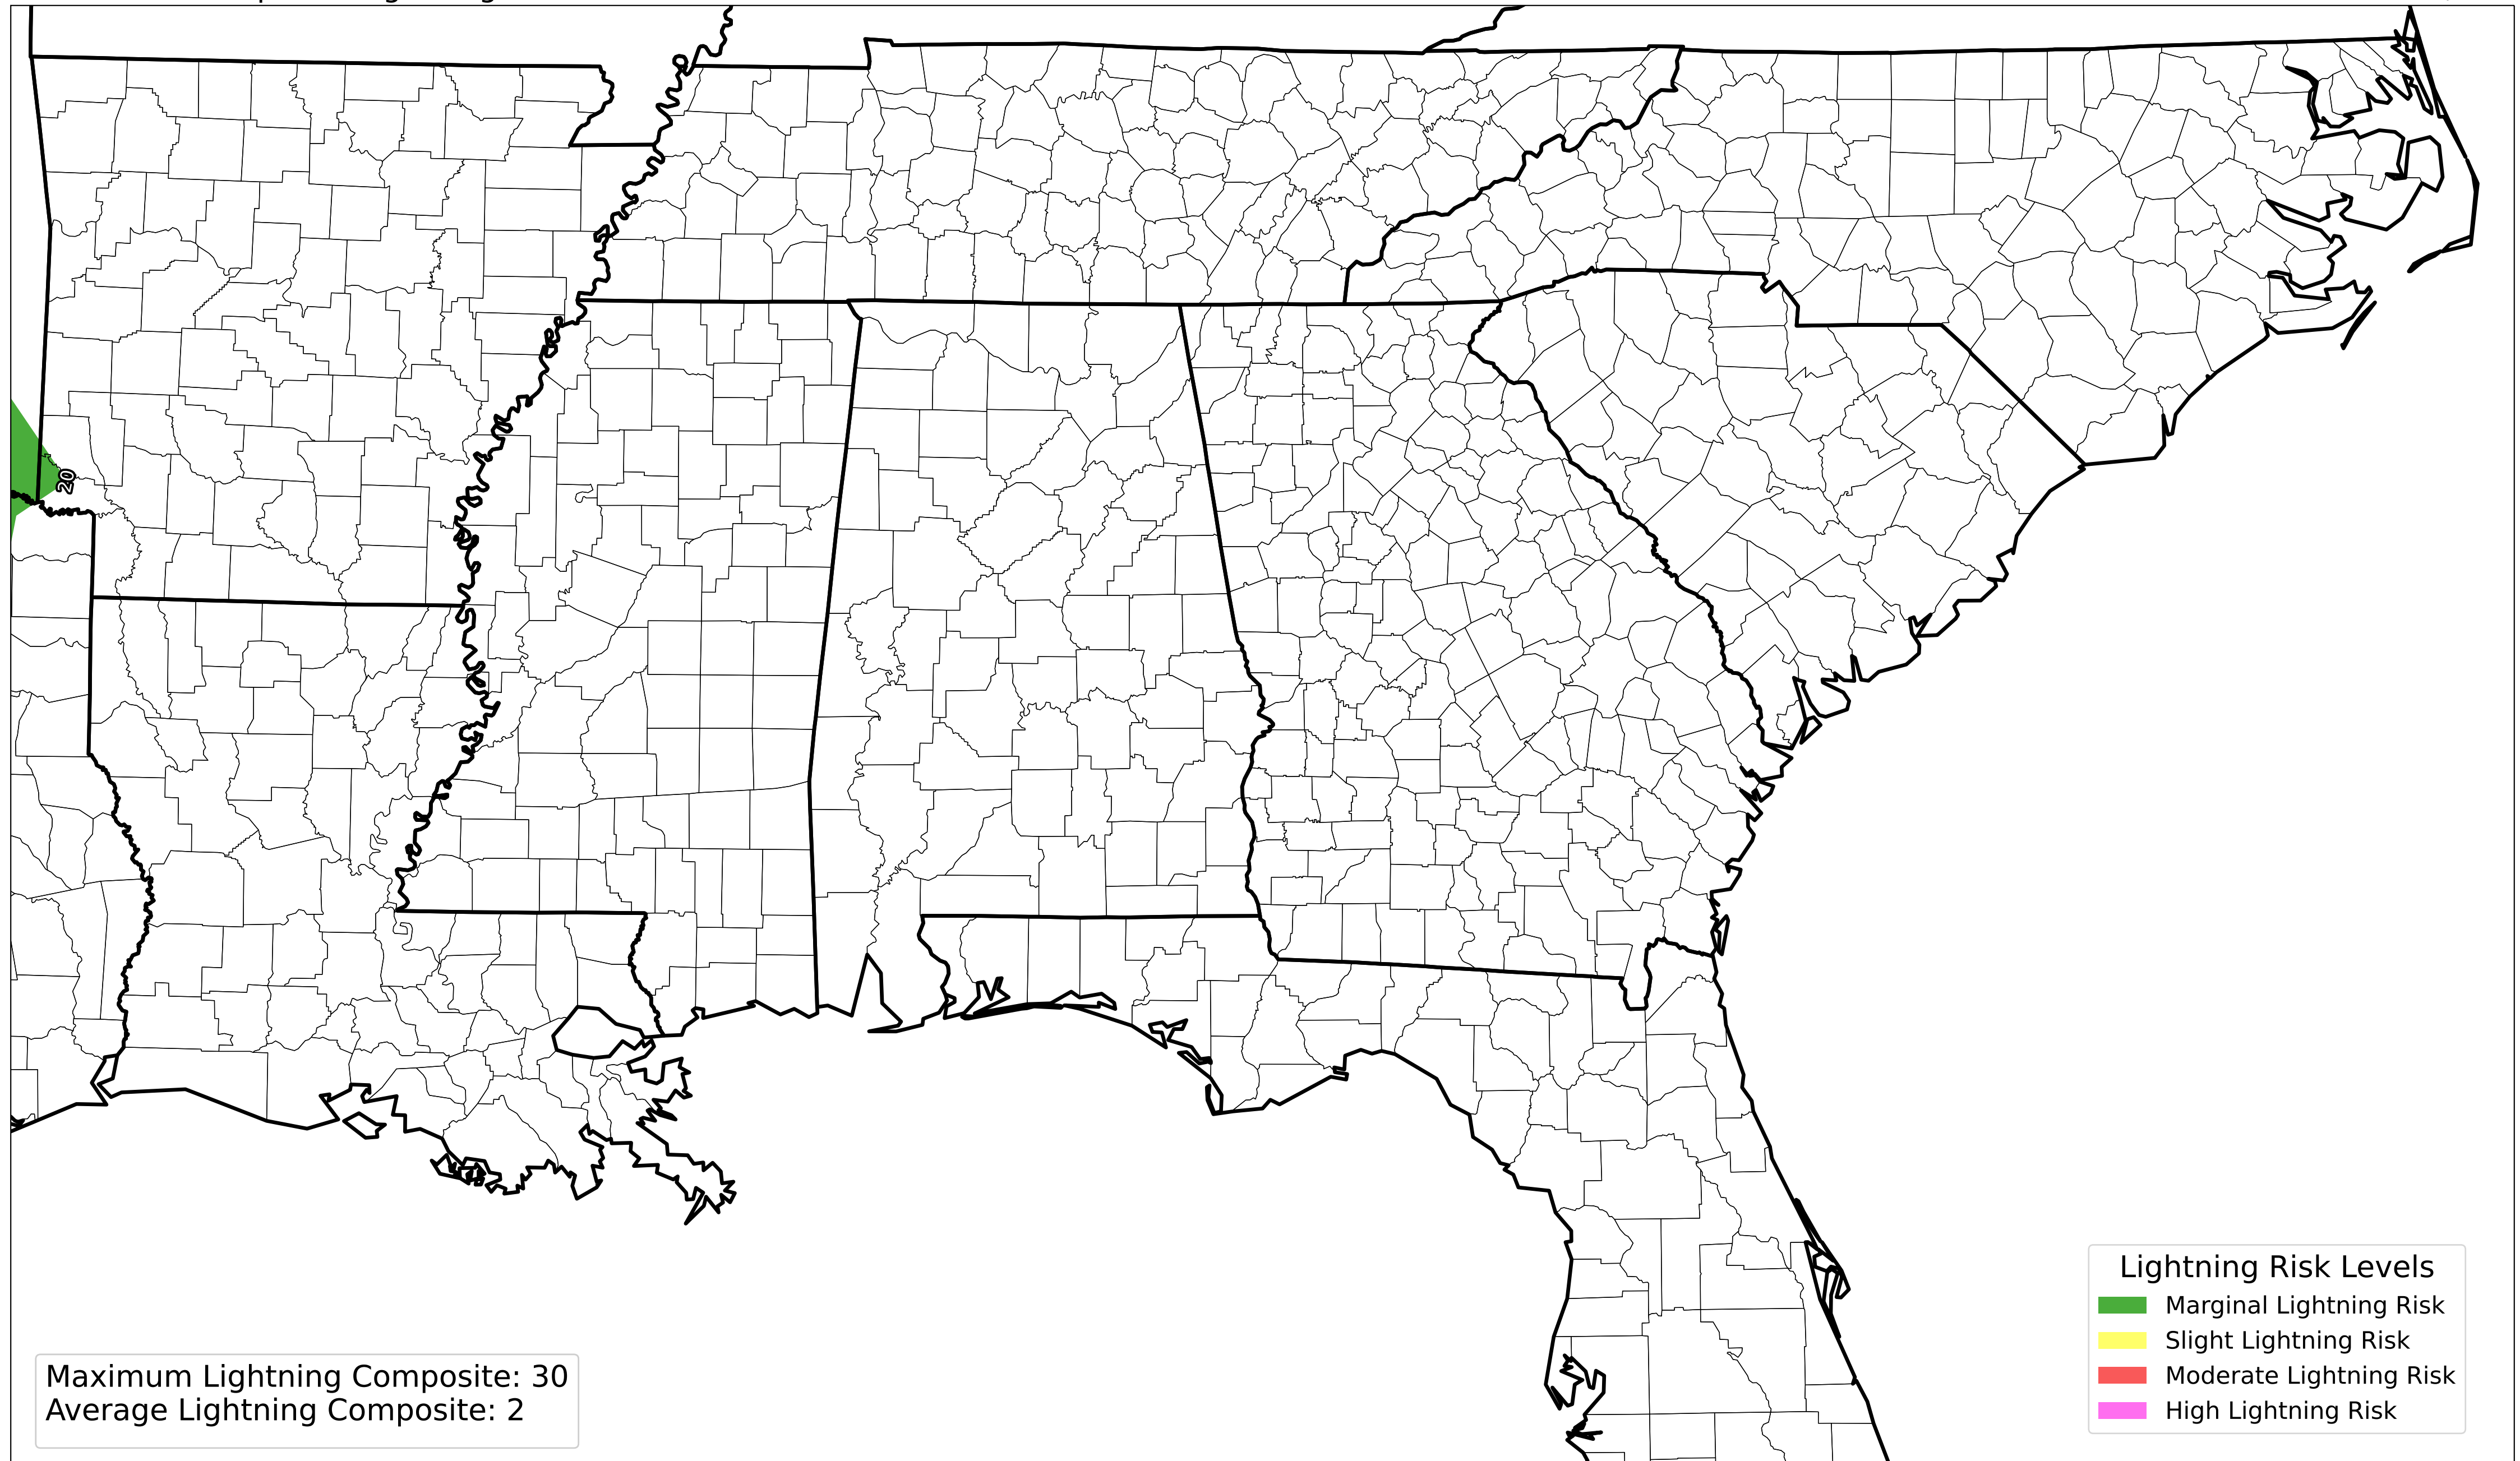 20
Lightning Risk Levels
Marginal Lightning Risk
Slight Lightning Risk
Moderate Lightning Risk
High Lightning Risk
Maximum Lightning Composite: 30
Average Lightning Composite: 2